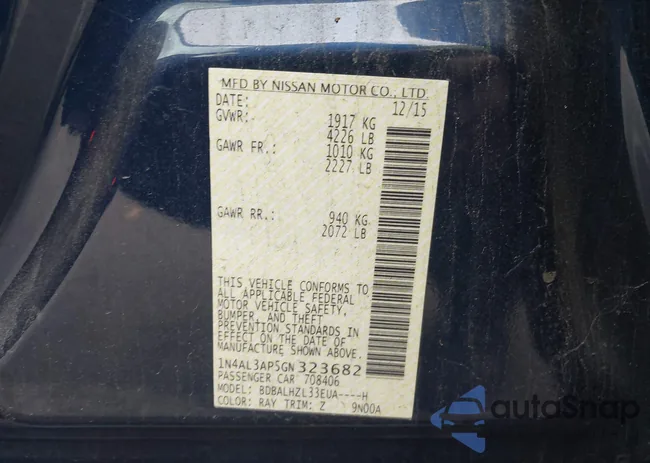 MFD BY NISSAN MOTOR CO., LTD.
DATE: 12/15
GVWR: 1917 KG
4226 LB
GAWR FR.: 1010 KG
2227 LB
GAWR RR.: 940 KG
2072 LB
THIS VEHICLE CONFORMS TO
ALL APPLICABLE FEDERAL
MOTOR VEHICLE SAFETY,
BUMPER, AND THEFT
PREVENTION STANDARDS IN
EFFECT ON THE DATE OF
MANUFACTURE SHOWN ABOVE.
1N4AL3AP5GN323682
PASSENGER CAR 708406
MODEL: BDBALHZL33EUA----H
COLOR: RAY TRIM: Z 9N00A
autoSnap